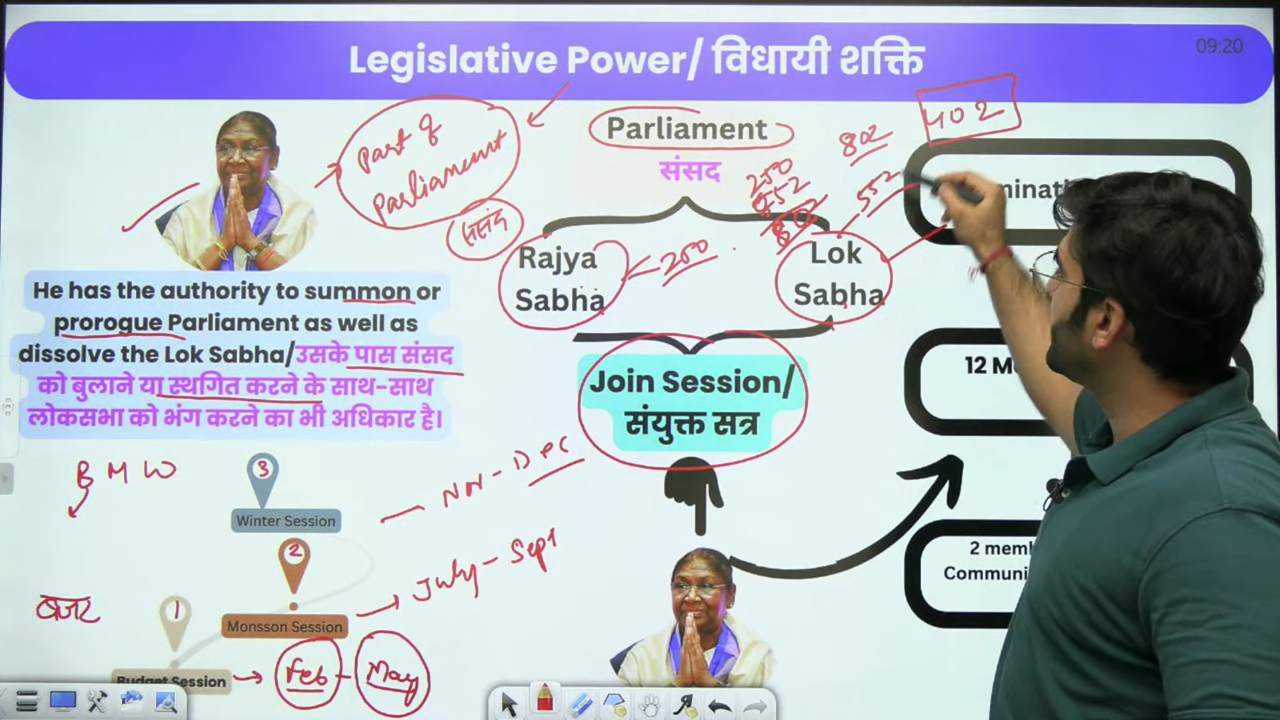 Legislative Power/ विधायी शक्ति
09:20
Part of
Parliament
Parliament
संसद
802
402
250
552
802
552
Rajya
Sabha
250
Lok
Sabha
He has the authority to summon or
prorogue Parliament as well as
dissolve the Lok Sabha/उसके पास संसद
को बुलाने या स्थगित करने के साथ-साथ
लोकसभा को भंग करने का भी अधिकार है।
Join Session/
संयुक्त सत्र
12 M
B M W
3
Winter Session
Nov - Dec
2
Monsson Session
July - Sept
बजट
1
Budget Session
Feb - May
2 mem
Communi